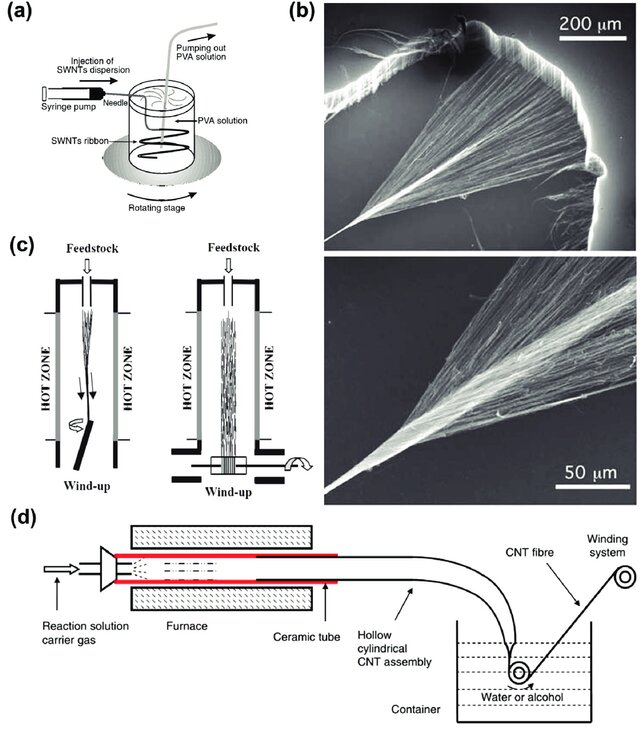 (a)
Pumping out
PVA solution
Injection of
SWNTs dispersion
Syringe pump
Needle
PVA solution
SWNTs ribbon
Rotating stage
(b)
200 μm
50 μm
(c)
Feedstock
Feedstock
HOT ZONE
HOT ZONE
HOT ZONE
HOT ZONE
Wind-up
Wind-up
(d)
Winding
system
CNT fibre
Reaction solution
carrier gas
Furnace
Ceramic tube
Hollow
cylindrical
CNT assembly
Water or alcohol
Container